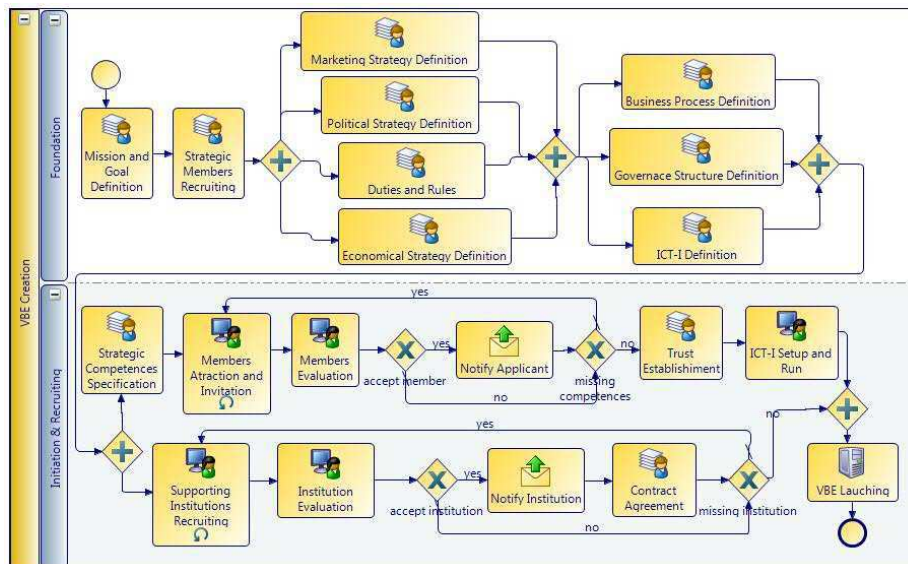 VBE Creation
Foundation
Mission and
Goal
Definition
Strategic
Members
Recruiting
Marketing Strategy Definition
Political Strategy Definition
Duties and Rules
Economical Strategy Definition
Business Process Definition
Governace Structure Definition
ICT-I Definition
Initiation & Recruiting
Strategic
Competences
Specification
yes
Members
Atraction and
Invitation
Members
Evaluation
accept member
yes
no
Notify Applicant
missing
competences
no
Trust
Establishiment
ICT-I Setup and
Run
yes
Supporting
Institutions
Recruiting
Institution
Evaluation
accept institution
yes
no
Notify Institution
Contract
Agreement
missing institution
no
VBE Lauching